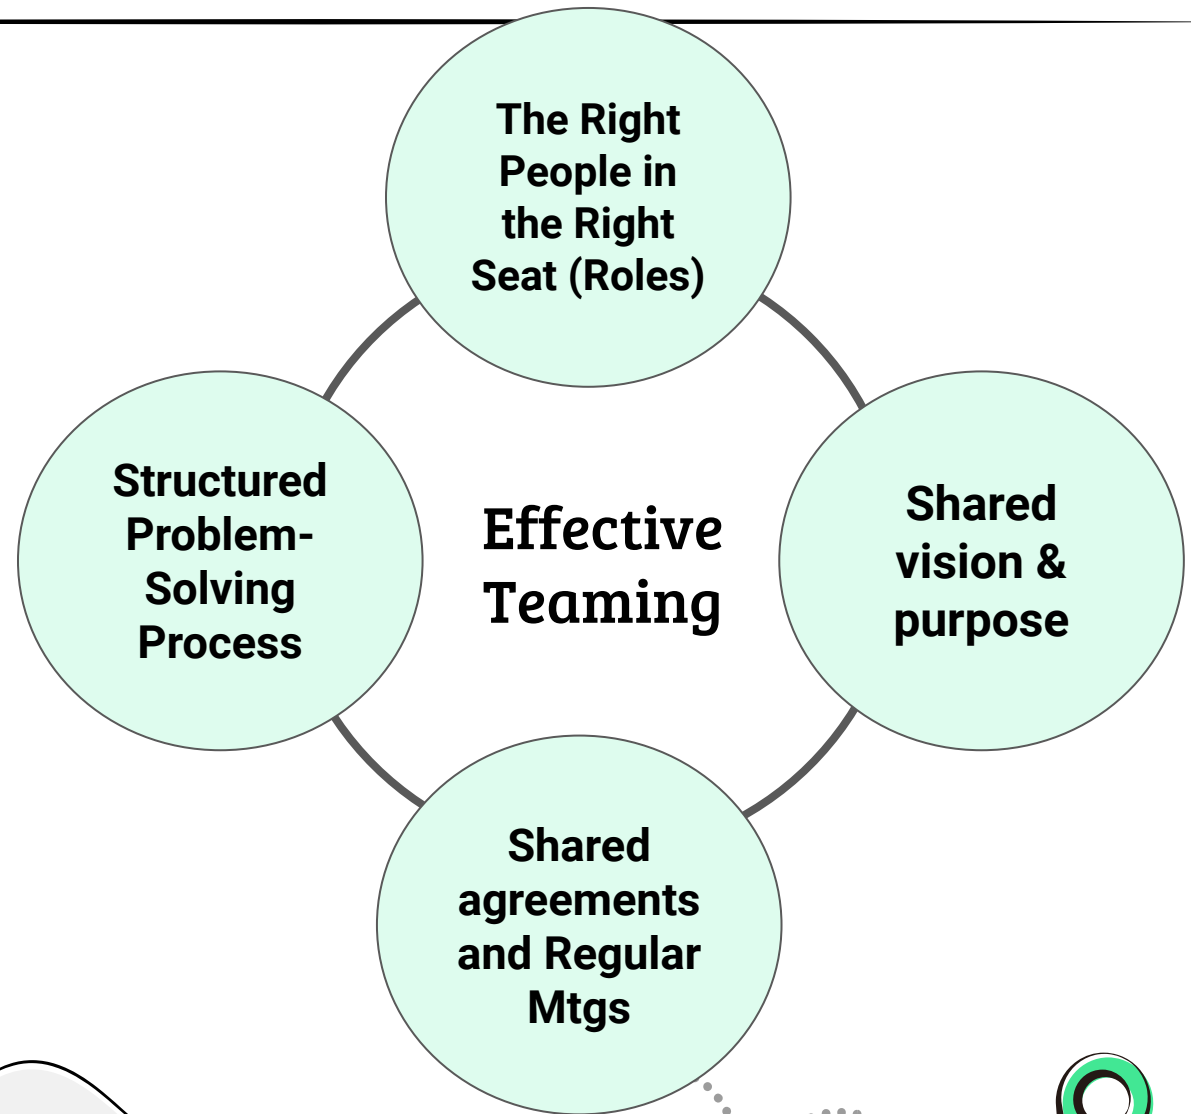 The Right
People in
the Right
Seat (Roles)
Structured
Problem-
Solving
Process
Effective
Teaming
Shared
vision &
purpose
Shared
agreements
and Regular
Mtgs